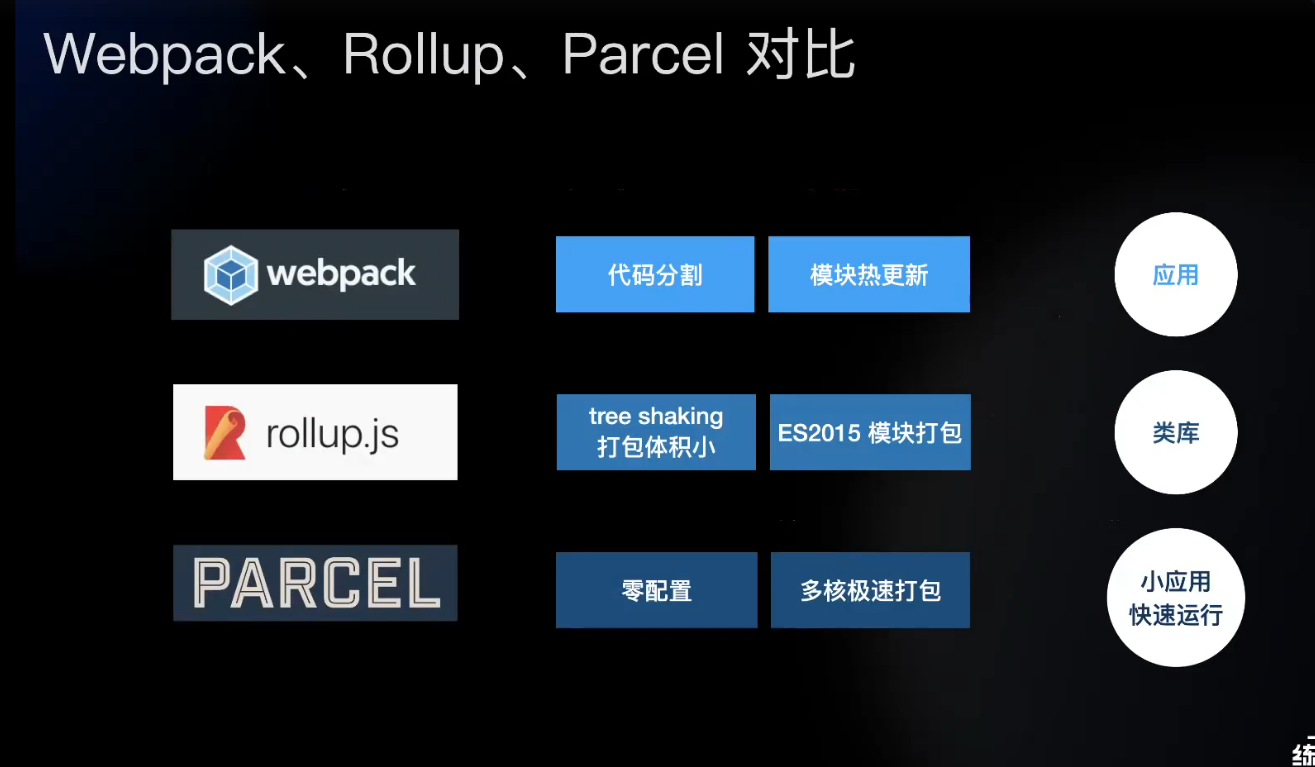 Webpack、Rollup、Parcel 对比
webpack
代码分割
模块热更新
应用
rollup.js
tree shaking
打包体积小
ES2015 模块打包
类库
PARCEL
零配置
多核极速打包
小应用
快速运行
练